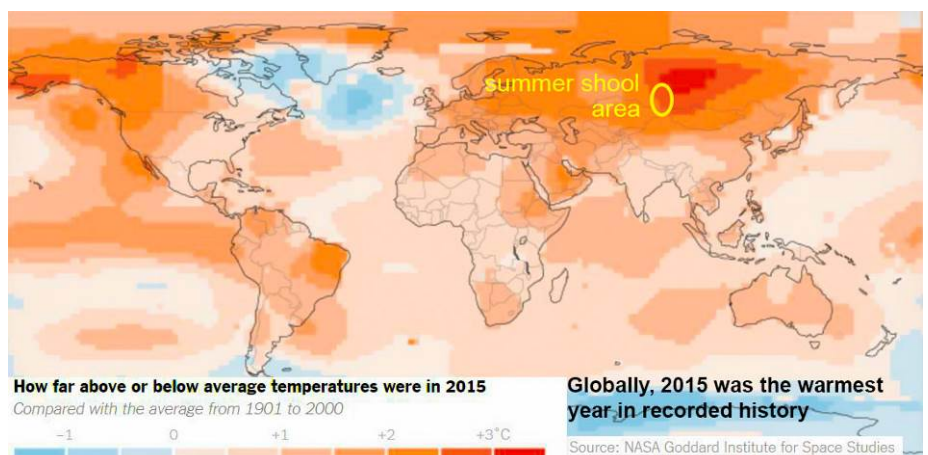 summer shool
area
How far above or below average temperatures were in 2015
Compared with the average from 1901 to 2000
−1 0 +1 +2 +3°C
Globally, 2015 was the warmest
year in recorded history
Source: NASA Goddard Institute for Space Studies